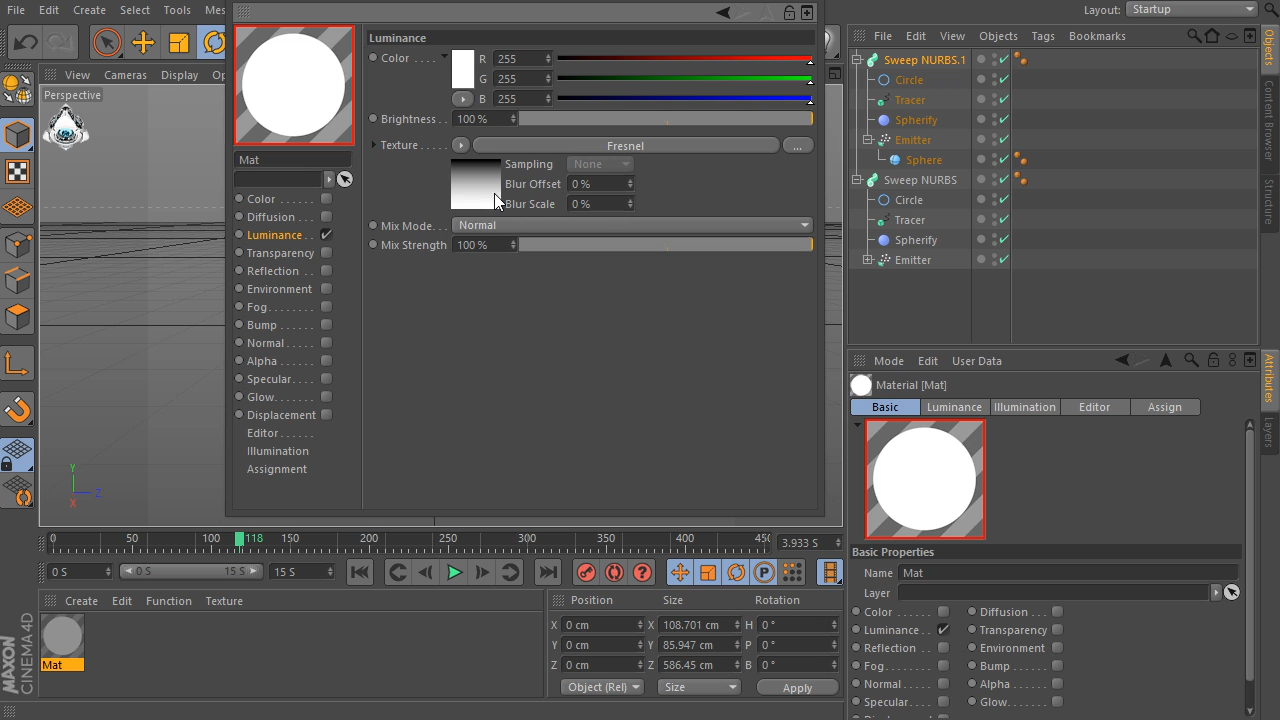 File Edit Create Select Tools Mes
Layout: Startup
View Cameras Display Op
Perspective
Y
Z
X
Mat
Color
Diffusion
Luminance
Transparency
Reflection
Environment
Fog
Bump
Normal
Alpha
Specular
Glow
Displacement
Editor
Illumination
Assignment
Luminance
Color R 255
G 255
B 255
Brightness 100 %
Texture Fresnel ...
Sampling None
Blur Offset 0 %
Blur Scale 0 %
Mix Mode Normal
Mix Strength 100 %
File Edit View Objects Tags Bookmarks
Sweep NURBS.1
Circle
Tracer
Spherify
Emitter
Sphere
Sweep NURBS
Circle
Tracer
Spherify
Emitter
Objects
Content Browser
Structure
Mode Edit User Data
Material [Mat]
Basic Luminance Illumination Editor Assign
Basic Properties
Name Mat
Layer
Color Diffusion
Luminance Transparency
Reflection Environment
Fog Bump
Normal Alpha
Specular Glow
Attributes
Layers
0 50 100 118 150 200 250 300 350 400 450 3.933 S
0 S 0 S 15 S 15 S
Create Edit Function Texture
Mat
Position Size Rotation
X 0 cm X 108.701 cm H 0 °
Y 0 cm Y 85.947 cm P 0 °
Z 0 cm Z 586.45 cm B 0 °
Object (Rel) Size Apply
MAXON
CINEMA 4D